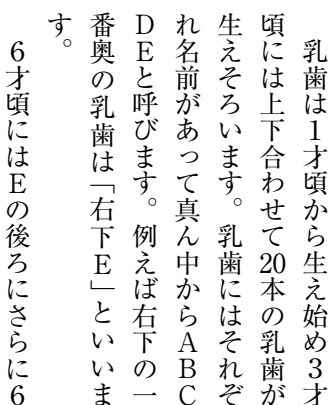 乳歯は1才頃から生え始め3才
頃には上下合わせて20本の乳歯が
生えそろいます。乳歯にはそれぞ
れ名前があって真ん中からABC
DEと呼びます。例えば右下の一
番奥の乳歯は「右下E」といいま
す。
6才頃にはEの後ろにさらに6